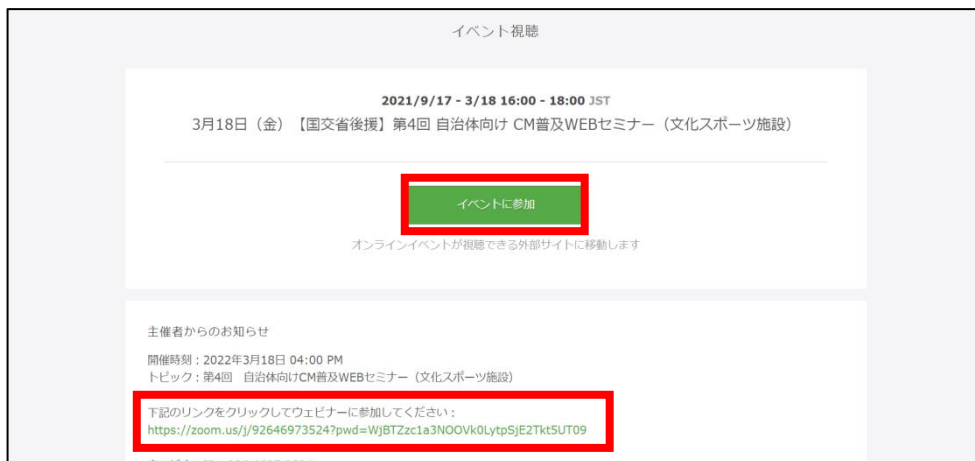 イベント視聴
2021/9/17 - 3/18 16:00 - 18:00 JST
3月18日（金）【国交省後援】第4回 自治体向け CM普及WEBセミナー（文化スポーツ施設）
イベントに参加
オンラインイベントが視聴できる外部サイトに移動します
主催者からのお知らせ
開催時刻：2022年3月18日 04:00 PM
トピック：第4回　自治体向けCM普及WEBセミナー（文化スポーツ施設）
下記のリンクをクリックしてウェビナーに参加してください：
https://zoom.us/j/92646973524?pwd=WjBTZzc1a3NOOVk0LytpSjE2Tkt5UT09